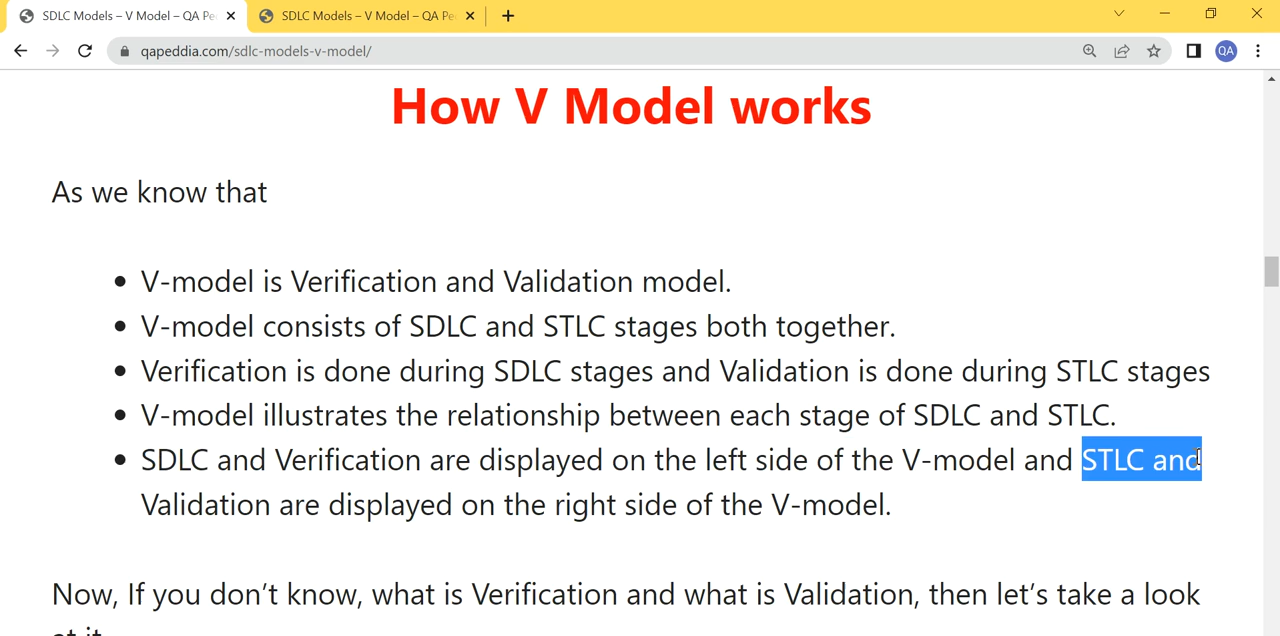 SDLC Models – V Model – QA Pe
SDLC Models – V Model – QA Pe
qapeddia.com/sdlc-models-v-model/
QA
How V Model works
As we know that
• V-model is Verification and Validation model.
• V-model consists of SDLC and STLC stages both together.
• Verification is done during SDLC stages and Validation is done during STLC stages
• V-model illustrates the relationship between each stage of SDLC and STLC.
• SDLC and Verification are displayed on the left side of the V-model and STLC and
Validation are displayed on the right side of the V-model.
Now, If you don’t know, what is Verification and what is Validation, then let’s take a look
at it